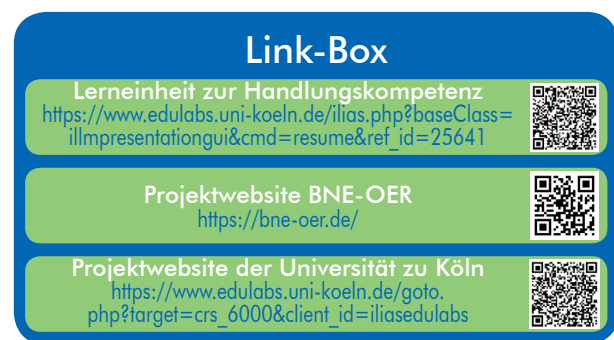 Link-Box
Lerneinheit zur Handlungskompetenz
https://www.edulabs.uni-koeln.de/ilias.php?baseClass=
illmpresentationgui&cmd=resume&ref_id=25641
Projektwebsite BNE-OER
https://bne-oer.de/
Projektwebsite der Universität zu Köln
https://www.edulabs.uni-koeln.de/goto.
php?target=crs_6000&client_id=iliasedulabs